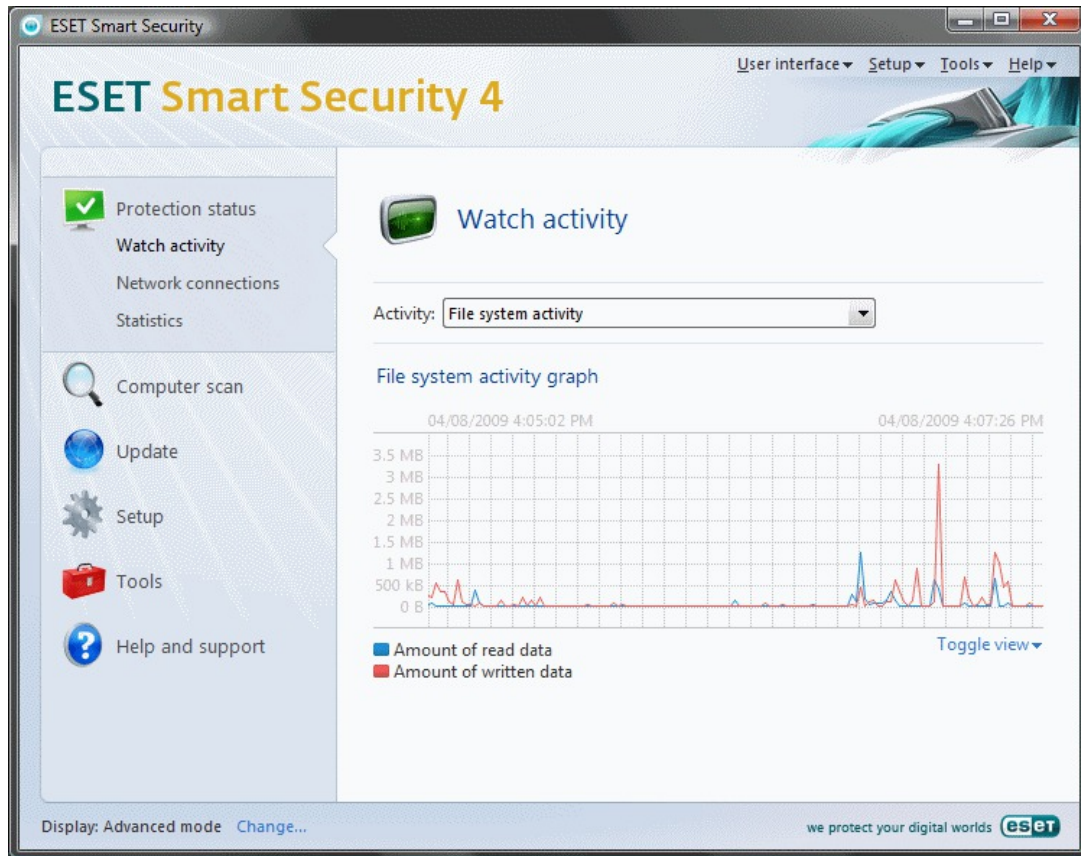 ESET Smart Security
User interface Setup Tools Help
ESET Smart Security 4
Protection status
Watch activity
Network connections
Statistics
Computer scan
Update
Setup
Tools
Help and support
Watch activity
Activity: File system activity
File system activity graph
04/08/2009 4:05:02 PM 04/08/2009 4:07:26 PM
3.5 MB
3 MB
2.5 MB
2 MB
1.5 MB
1 MB
500 kB
0 B
Amount of read data
Amount of written data
Toggle view
Display: Advanced mode Change...
we protect your digital worlds eset